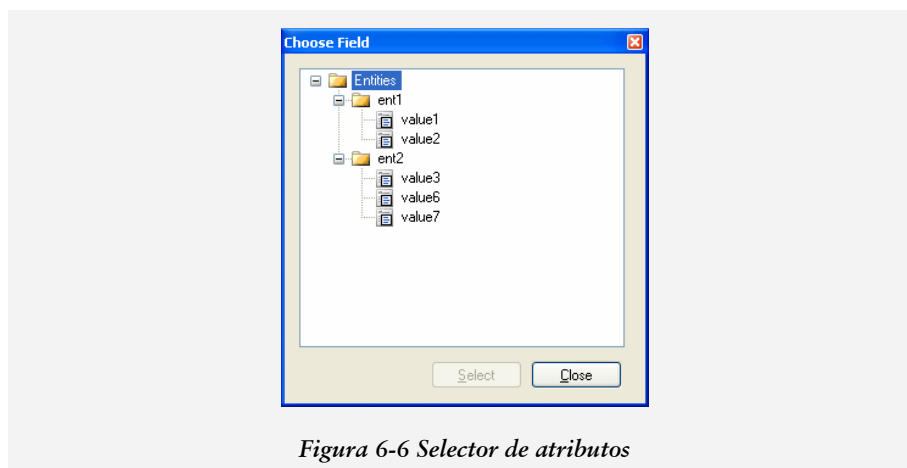 Choose Field
Entities
ent1
value1
value2
ent2
value3
value6
value7
Select Close
Figura 6-6 Selector de atributos